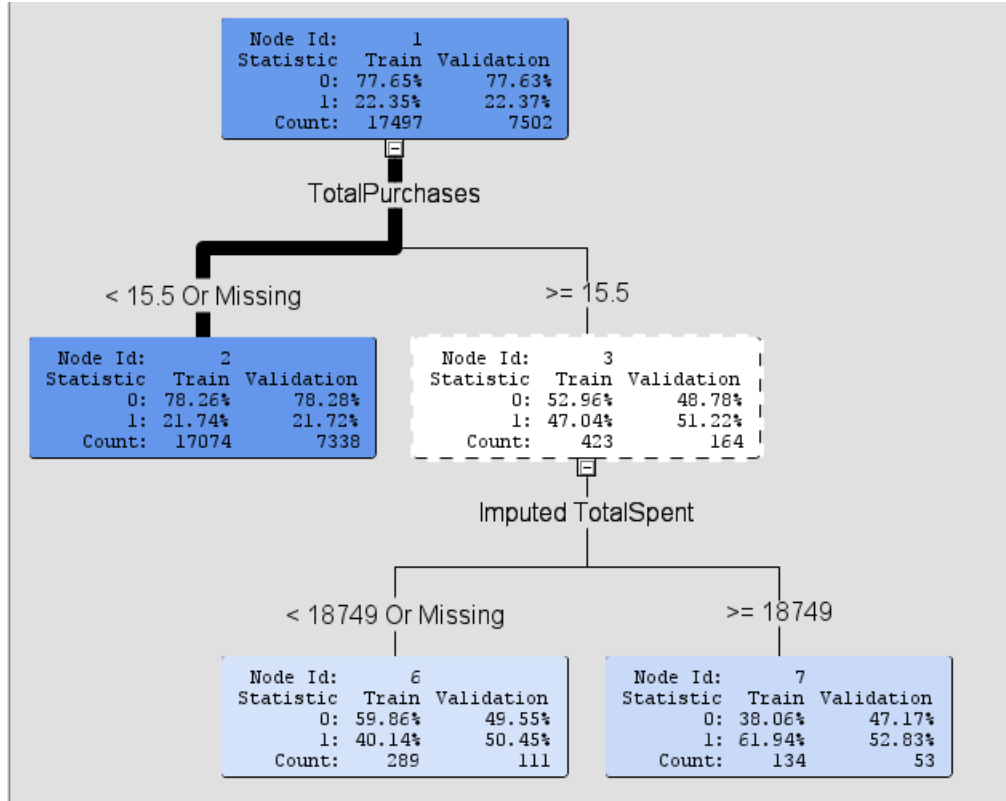 Node Id: 1
Statistic Train Validation
0: 77.65% 77.63%
1: 22.35% 22.37%
Count: 17497 7502
TotalPurchases
< 15.5 Or Missing
>= 15.5
Node Id: 2
Statistic Train Validation
0: 78.26% 78.28%
1: 21.74% 21.72%
Count: 17074 7338
Node Id: 3
Statistic Train Validation
0: 52.96% 48.78%
1: 47.04% 51.22%
Count: 423 164
Imputed TotalSpent
< 18749 Or Missing
>= 18749
Node Id: 6
Statistic Train Validation
0: 59.86% 49.55%
1: 40.14% 50.45%
Count: 289 111
Node Id: 7
Statistic Train Validation
0: 38.06% 47.17%
1: 61.94% 52.83%
Count: 134 53